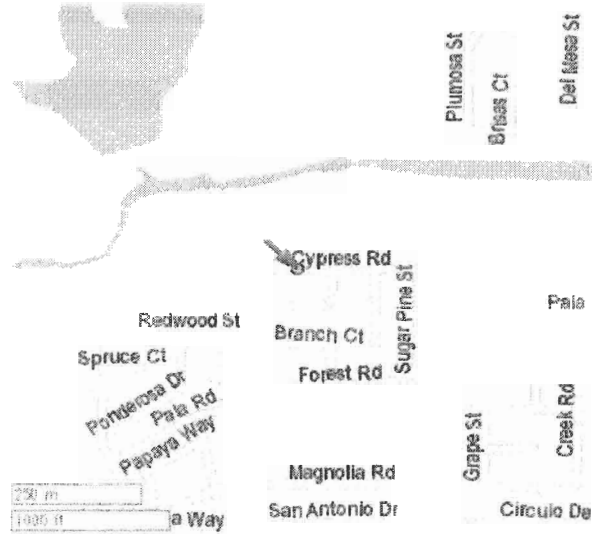 Plumosa St
Brisas Ct
Del Mesa St
Cypress Rd
Sugar Pine St
Pala
Redwood St
Branch Ct
Spruce Ct
Forest Rd
Ponderosa Dr
Pala Rd
Papaya Way
Grape St
Creek Rd
Magnolia Rd
250 m
1000 ft
a Way
San Antonio Dr
Circulo De